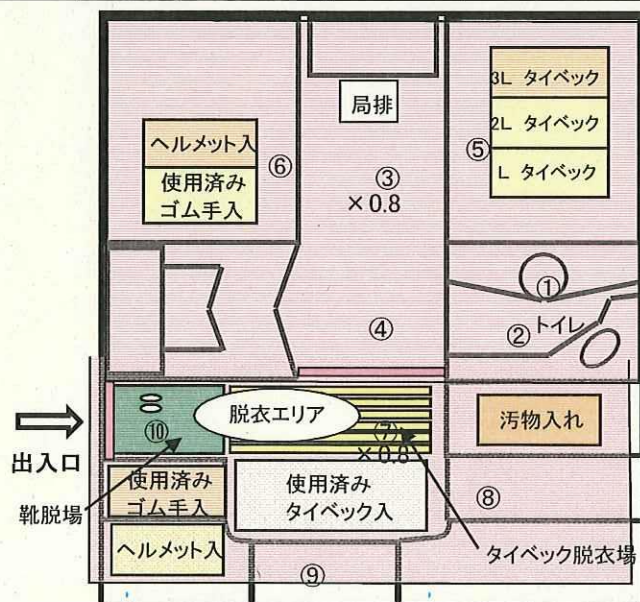 局排
3L タイベック
2L タイベック
L タイベック
ヘルメット入
使用済み
ゴム手入
⑥
③
×0.8
⑤
①
④
②
トイレ
脱衣エリア
⑩
⑦
×0.8
汚物入れ
出入口
靴脱場
使用済み
ゴム手入
使用済み
タイベック入
⑧
ヘルメット入
タイベック脱衣場
⑨